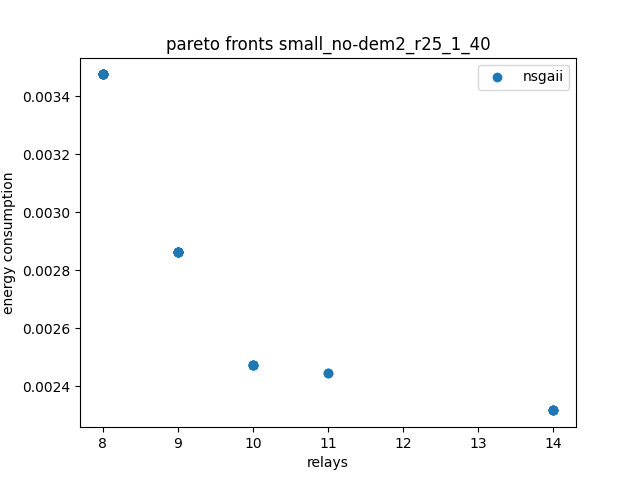 pareto fronts small_no-dem2_r25_1_40
nsgaii
energy consumption
0.0034
0.0032
0.0030
0.0028
0.0026
0.0024
8 9 10 11 12 13 14
relays